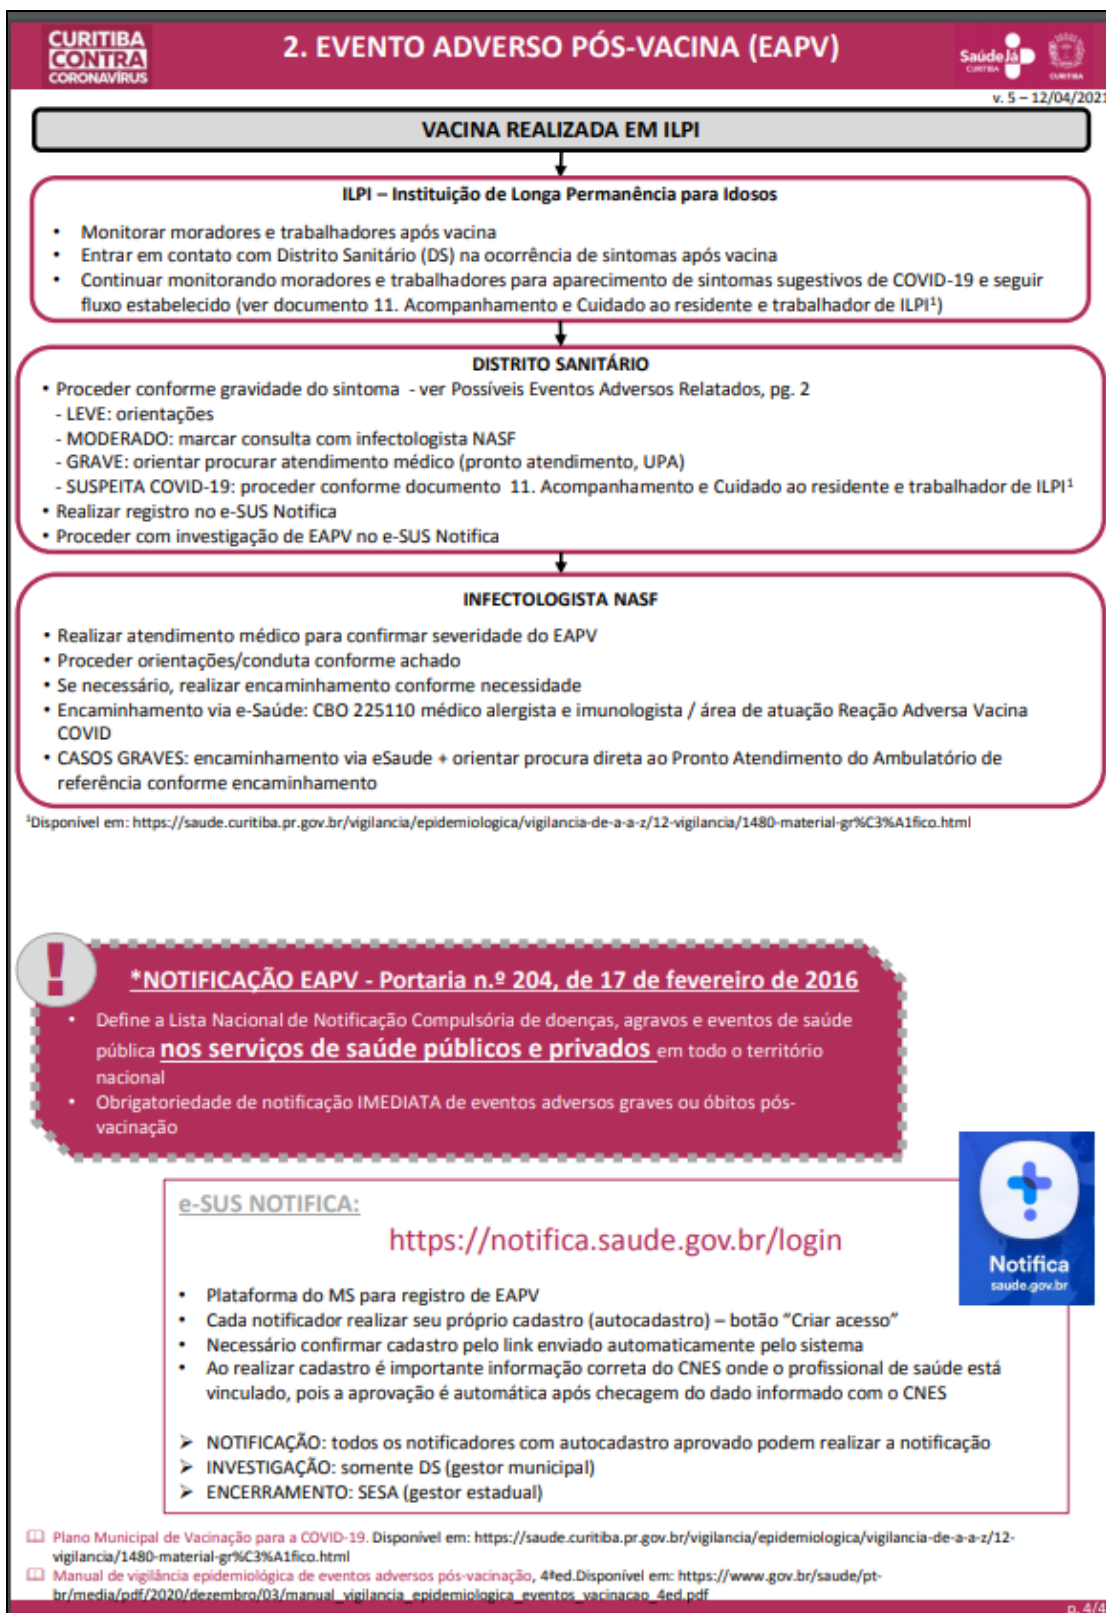 CURITIBA
CONTRA
CORONAVÍRUS
2. EVENTO ADVERSO PÓS-VACINA (EAPV)
Saúde Já
CURITIBA
CURITIBA
v. 5 – 12/04/2021
VACINA REALIZADA EM ILPI
ILPI – Instituição de Longa Permanência para Idosos
• Monitorar moradores e trabalhadores após vacina
• Entrar em contato com Distrito Sanitário (DS) na ocorrência de sintomas após vacina
• Continuar monitorando moradores e trabalhadores para aparecimento de sintomas sugestivos de COVID-19 e seguir
fluxo estabelecido (ver documento 11. Acompanhamento e Cuidado ao residente e trabalhador de ILPI¹)
DISTRITO SANITÁRIO
• Proceder conforme gravidade do sintoma - ver Possíveis Eventos Adversos Relatados, pg. 2
- LEVE: orientações
- MODERADO: marcar consulta com infectologista NASF
- GRAVE: orientar procurar atendimento médico (pronto atendimento, UPA)
- SUSPEITA COVID-19: proceder conforme documento 11. Acompanhamento e Cuidado ao residente e trabalhador de ILPI¹
• Realizar registro no e-SUS Notifica
• Proceder com investigação de EAPV no e-SUS Notifica
INFECTOLOGISTA NASF
• Realizar atendimento médico para confirmar severidade do EAPV
• Proceder orientações/conduta conforme achado
• Se necessário, realizar encaminhamento conforme necessidade
• Encaminhamento via e-Saúde: CBO 225110 médico alergista e imunologista / área de atuação Reação Adversa Vacina
COVID
• CASOS GRAVES: encaminhamento via eSaude + orientar procura direta ao Pronto Atendimento do Ambulatório de
referência conforme encaminhamento
¹Disponível em: https://saude.curitiba.pr.gov.br/vigilancia/epidemiologica/vigilancia-de-a-a-z/12-vigilancia/1480-material-gr%C3%A1fico.html
!
*NOTIFICAÇÃO EAPV - Portaria n.º 204, de 17 de fevereiro de 2016
• Define a Lista Nacional de Notificação Compulsória de doenças, agravos e eventos de saúde
pública nos serviços de saúde públicos e privados em todo o território
nacional
• Obrigatoriedade de notificação IMEDIATA de eventos adversos graves ou óbitos pós-
vacinação
Notifica
saude.gov.br
e-SUS NOTIFICA:
https://notifica.saude.gov.br/login
• Plataforma do MS para registro de EAPV
• Cada notificador realizar seu próprio cadastro (autocadastro) – botão “Criar acesso”
• Necessário confirmar cadastro pelo link enviado automaticamente pelo sistema
• Ao realizar cadastro é importante informação correta do CNES onde o profissional de saúde está
vinculado, pois a aprovação é automática após checagem do dado informado com o CNES
➢ NOTIFICAÇÃO: todos os notificadores com autocadastro aprovado podem realizar a notificação
➢ INVESTIGAÇÃO: somente DS (gestor municipal)
➢ ENCERRAMENTO: SESA (gestor estadual)
Plano Municipal de Vacinação para a COVID-19. Disponível em: https://saude.curitiba.pr.gov.br/vigilancia/epidemiologica/vigilancia-de-a-a-z/12-
vigilancia/1480-material-gr%C3%A1fico.html
Manual de vigilância epidemiológica de eventos adversos pós-vacinação, 4ªed.Disponível em: https://www.gov.br/saude/pt-
br/media/pdf/2020/dezembro/03/manual_vigilancia_epidemiologica_eventos_vacinacao_4ed.pdf
p. 4/4